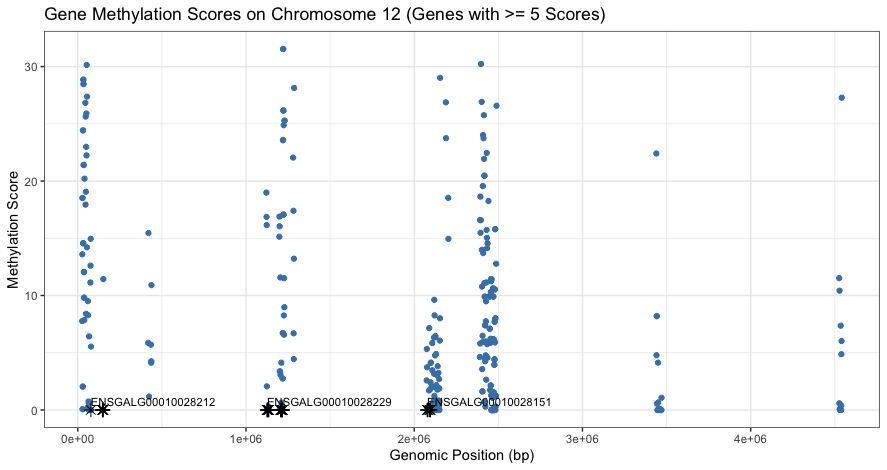 Gene Methylation Scores on Chromosome 12 (Genes with >= 5 Scores)
Methylation Score
30
20
10
0
ENSGALG00010028212
ENSGALG00010028229
ENSGALG00010028151
0e+00
1e+06
2e+06
3e+06
4e+06
Genomic Position (bp)